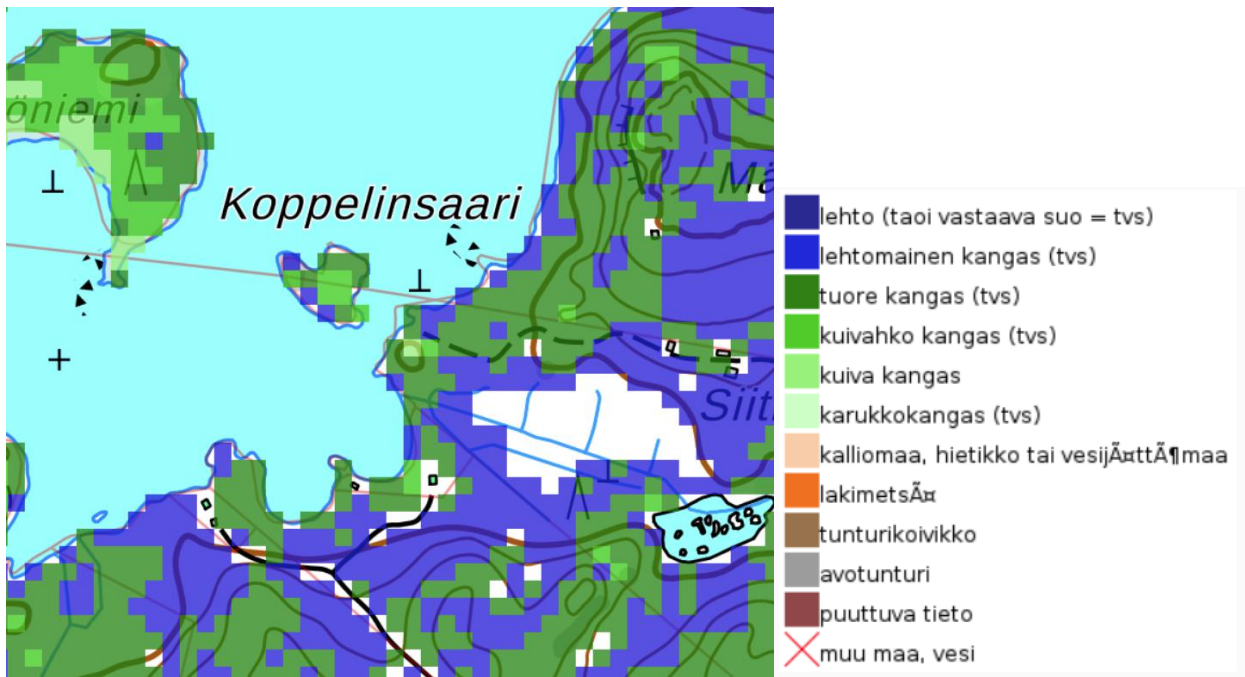 öniemi
Koppelinsaari
Mä
Siit
lehto (taoi vastaava suo = tvs)
lehtomainen kangas (tvs)
tuore kangas (tvs)
kuivahko kangas (tvs)
kuiva kangas
karukkokangas (tvs)
kalliomaa, hietikko tai vesijÃ¤ttÃ¶maa
lakimetsÃ¤
tunturikoivikko
avotunturi
puuttuva tieto
muu maa, vesi